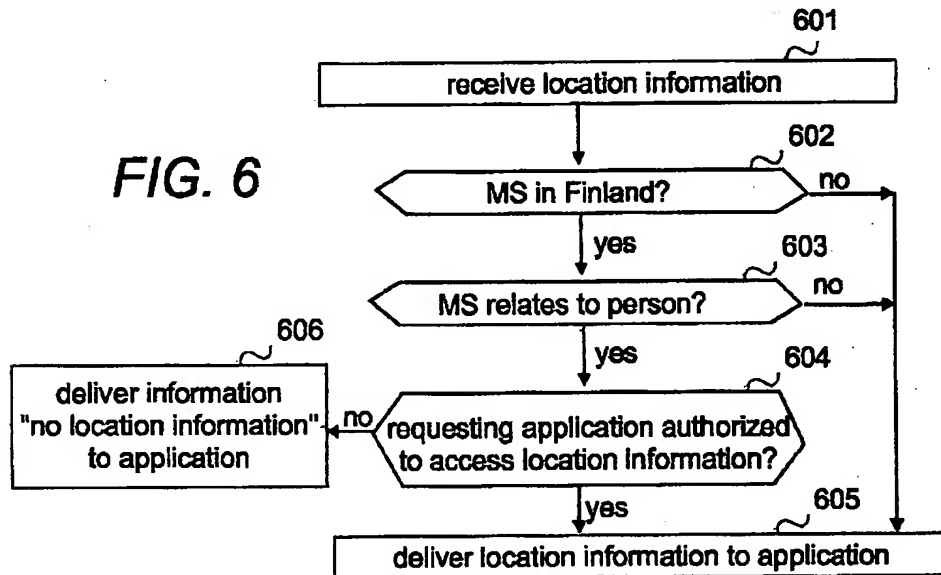 601
receive location information
FIG. 6
602
MS in Finland?
no
yes
603
MS relates to person?
no
yes
606
604
deliver information
"no location information"
to application
no
requesting application authorized
to access location information?
yes
605
deliver location information to application